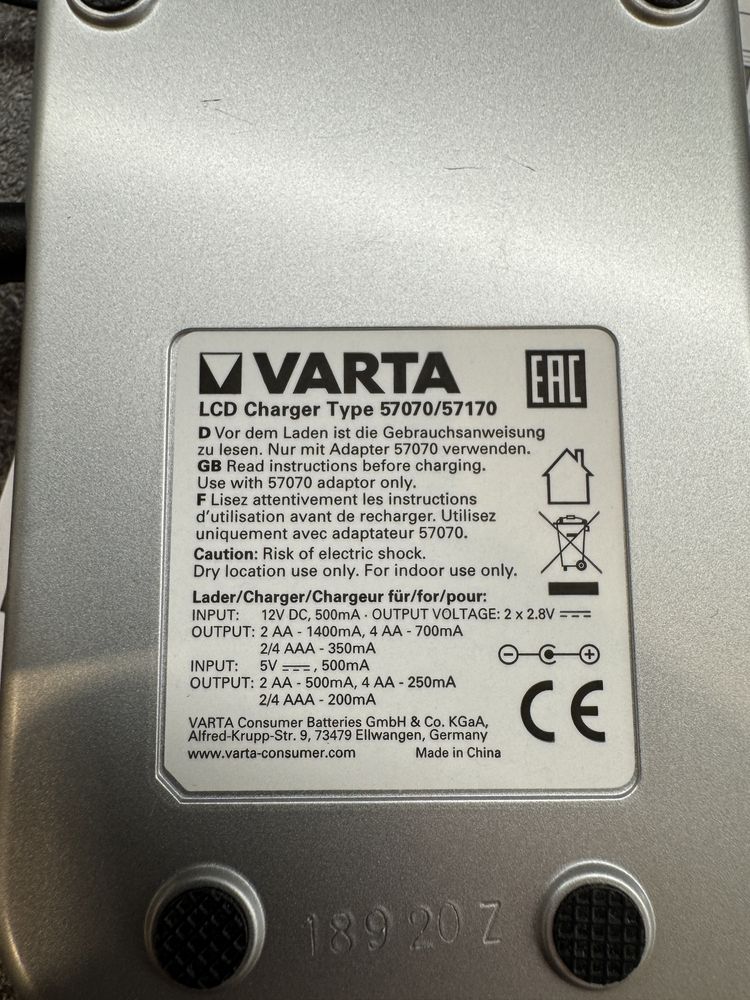 VARTA
EAC
LCD Charger Type 57070/57170
D Vor dem Laden ist die Gebrauchsanweisung
zu lesen. Nur mit Adapter 57070 verwenden.
GB Read instructions before charging.
Use with 57070 adaptor only.
F Lisez attentivement les instructions
d'utilisation avant de recharger. Utilisez
uniquement avec adaptateur 57070.
Caution: Risk of electric shock.
Dry location use only. For indoor use only.
Lader/Charger/Chargeur für/for/pour:
INPUT: 12V DC, 500mA · OUTPUT VOLTAGE: 2 x 2.8V ⎓
OUTPUT: 2 AA - 1400mA, 4 AA - 700mA
2/4 AAA - 350mA
INPUT: 5V ⎓, 500mA
OUTPUT: 2 AA - 500mA, 4 AA - 250mA
2/4 AAA - 200mA
CE
VARTA Consumer Batteries GmbH & Co. KGaA,
Alfred-Krupp-Str. 9, 73479 Ellwangen, Germany
www.varta-consumer.com Made in China
18920Z